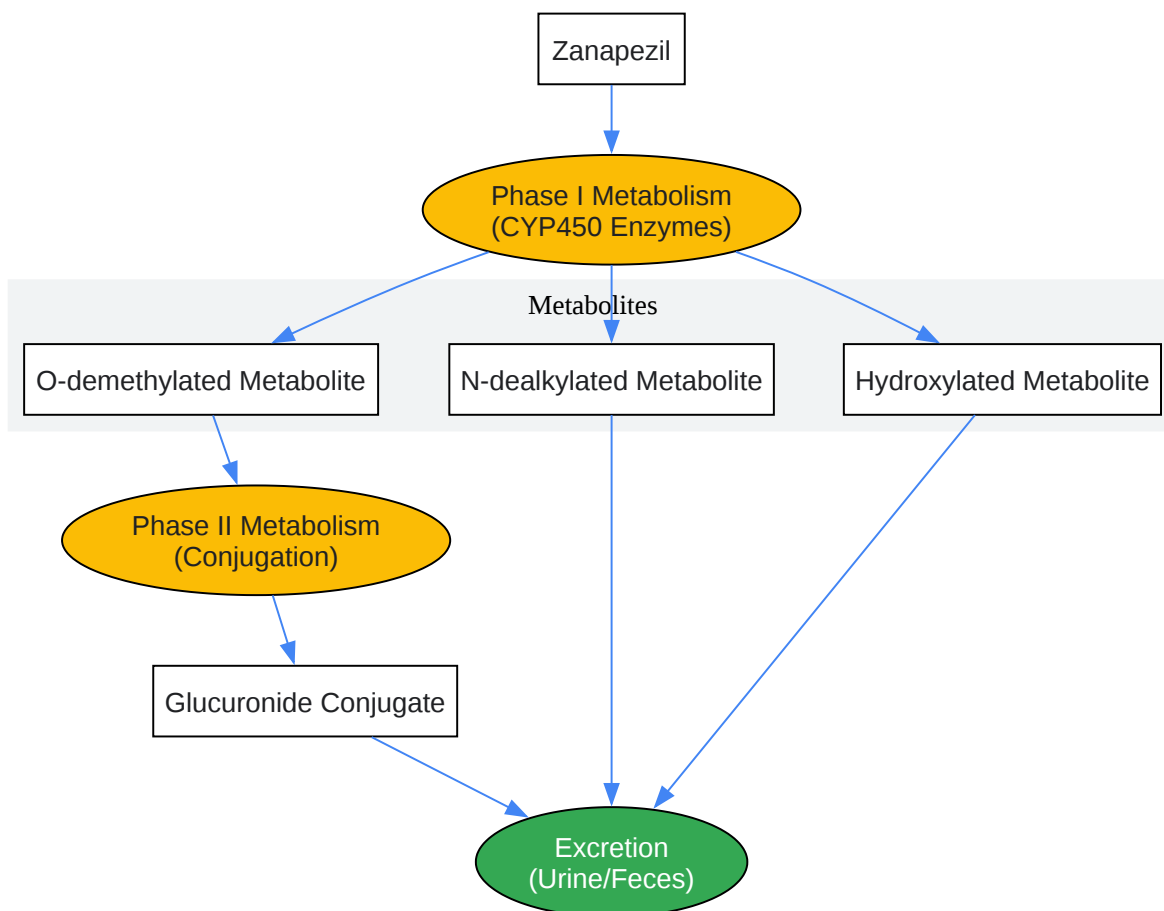 Zanapezil
Phase I Metabolism
(CYP450 Enzymes)
Metabolites
O-demethylated Metabolite
N-dealkylated Metabolite
Hydroxylated Metabolite
Phase II Metabolism
(Conjugation)
Glucuronide Conjugate
Excretion
(Urine/Feces)